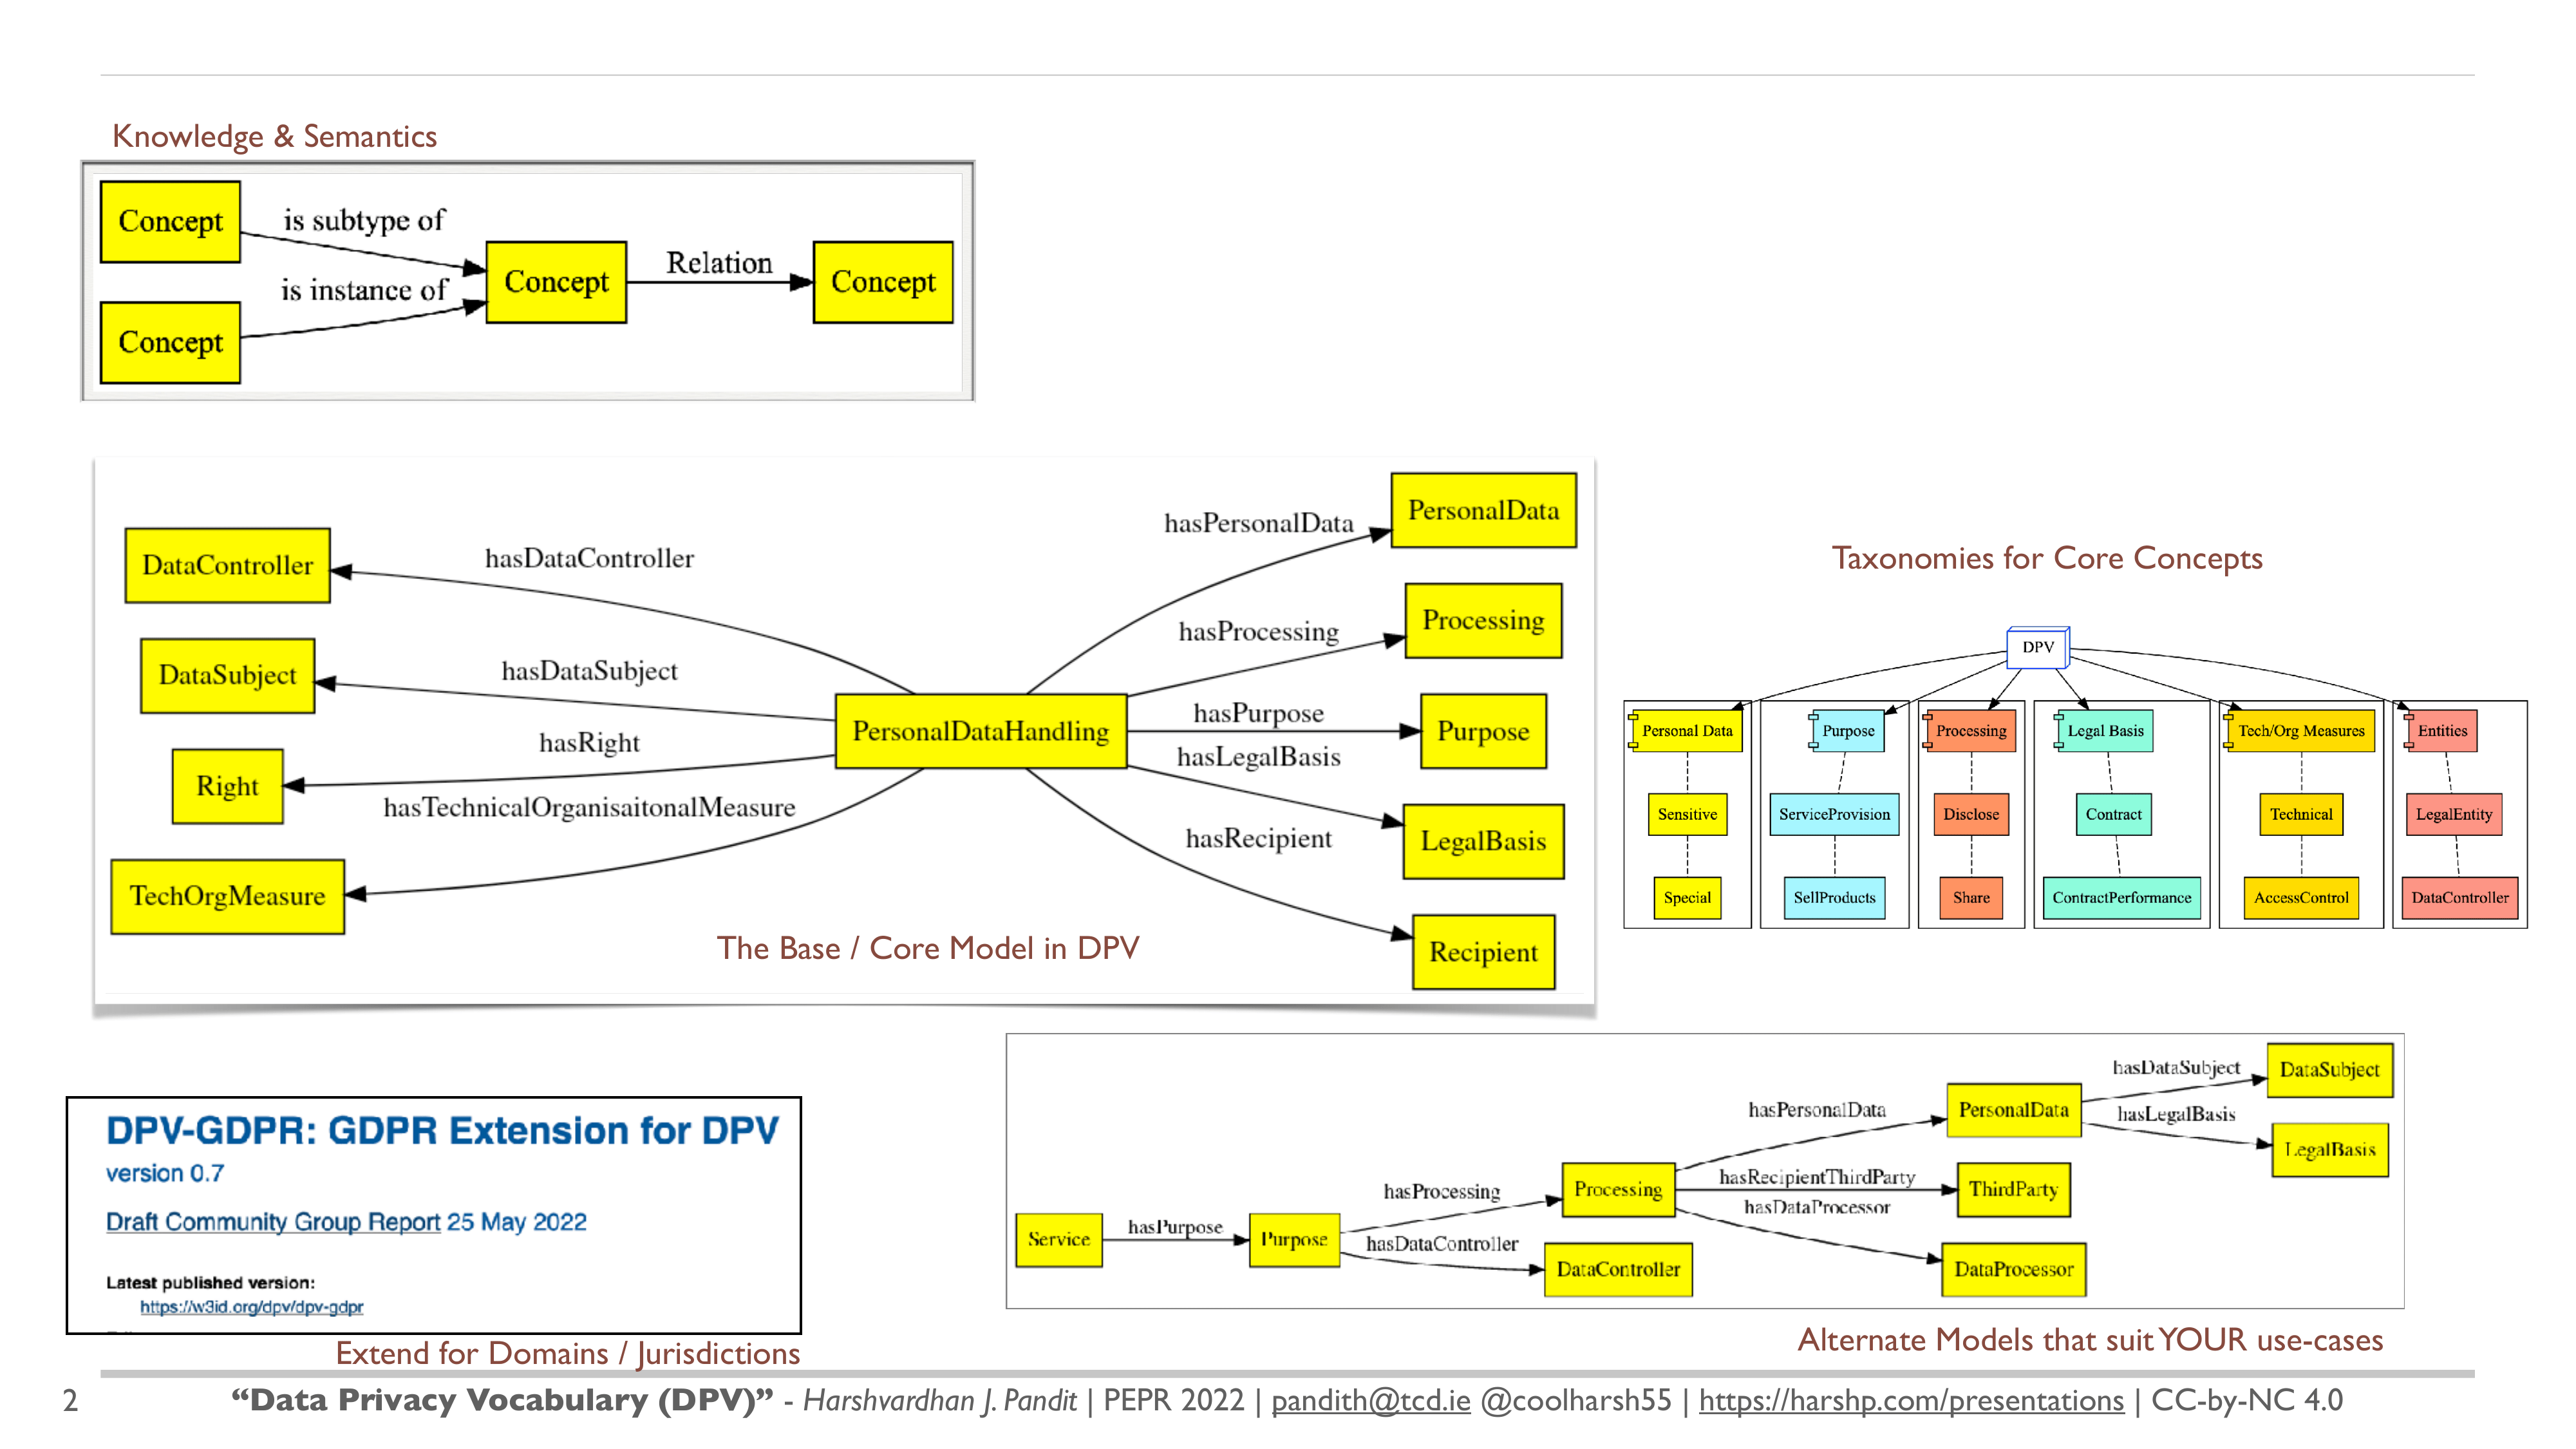 Knowledge & Semantics
Concept
is subtype of
Concept
Relation
Concept
is instance of
Concept
PersonalData
hasPersonalData
DataController
hasDataController
Processing
hasProcessing
DataSubject
hasDataSubject
PersonalDataHandling
hasPurpose
Purpose
hasRight
Right
hasLegalBasis
LegalBasis
hasTechnicalOrganisaitonalMeasure
hasRecipient
TechOrgMeasure
Recipient
The Base / Core Model in DPV
Taxonomies for Core Concepts
DPV
Personal Data
Purpose
Processing
Legal Basis
Tech/Org Measures
Entities
Sensitive
ServiceProvision
Disclose
Contract
Technical
LegalEntity
Special
SellProducts
Share
ContractPerformance
AccessControl
DataController
DPV-GDPR: GDPR Extension for DPV
version 0.7
Draft Community Group Report 25 May 2022
Latest published version:
https://w3id.org/dpv/dpv-gdpr
Extend for Domains / Jurisdictions
Service
hasPurpose
Purpose
hasProcessing
hasDataController
Processing
DataController
hasPersonalData
hasRecipientThirdParty
hasDataProcessor
PersonalData
ThirdParty
DataProcessor
hasDataSubject
hasLegalBasis
DataSubject
LegalBasis
Alternate Models that suit YOUR use-cases
2
“Data Privacy Vocabulary (DPV)” - Harshvardhan J. Pandit | PEPR 2022 | pandith@tcd.ie @coolharsh55 | https://harshp.com/presentations | CC-by-NC 4.0